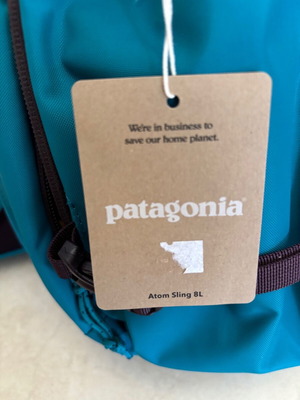 We're in business to
save our home planet.
patagonia®
Atom Sling 8L